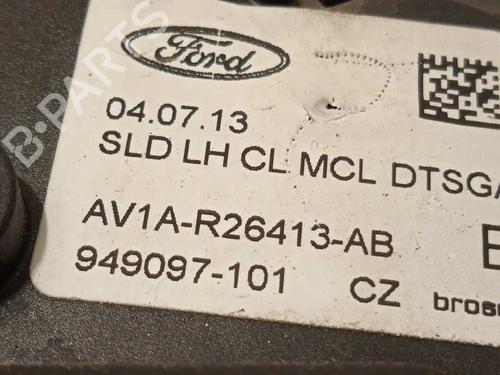 Ford
04.07.13
SLD LH CL MCL DTSGA
AV1A-R26413-AB
949097-101 CZ brose
B-PARTS